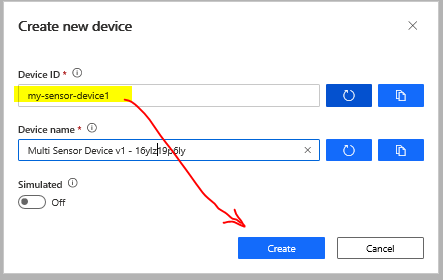 Create new device
Device ID *
my-sensor-device1
Device name *
Multi Sensor Device v1 - 16ylz19p6ly
Simulated
Off
Create
Cancel